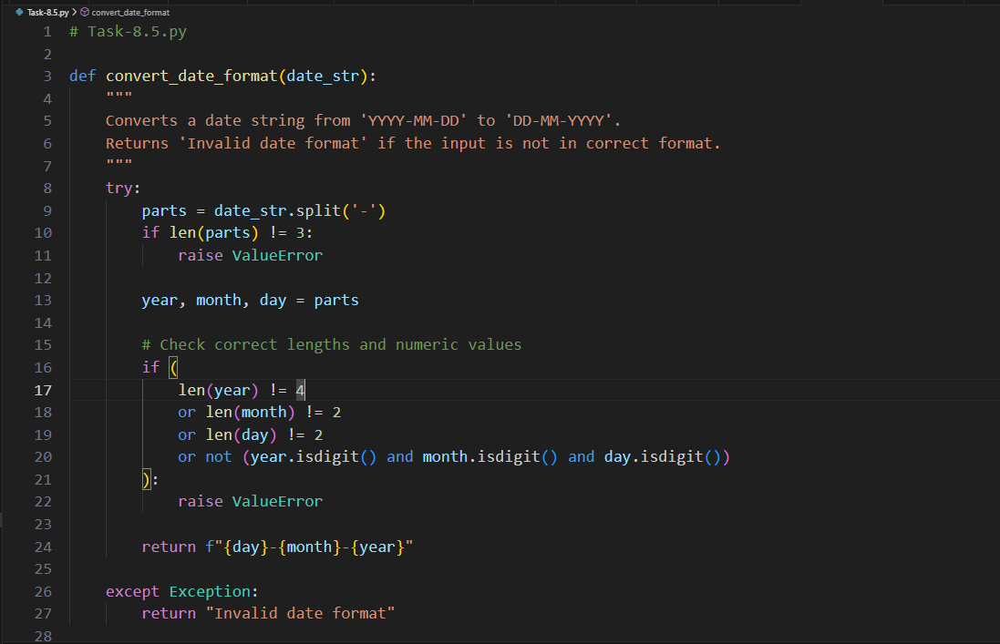 Task-8.5.py > convert_date_format
1 # Task-8.5.py
2
3 def convert_date_format(date_str):
4     """
5     Converts a date string from 'YYYY-MM-DD' to 'DD-MM-YYYY'.
6     Returns 'Invalid date format' if the input is not in correct format.
7     """
8     try:
9         parts = date_str.split('-')
10         if len(parts) != 3:
11             raise ValueError
12
13         year, month, day = parts
14
15         # Check correct lengths and numeric values
16         if (
17             len(year) != 4
18             or len(month) != 2
19             or len(day) != 2
20             or not (year.isdigit() and month.isdigit() and day.isdigit())
21         ):
22             raise ValueError
23
24         return f"{day}-{month}-{year}"
25
26     except Exception:
27         return "Invalid date format"
28